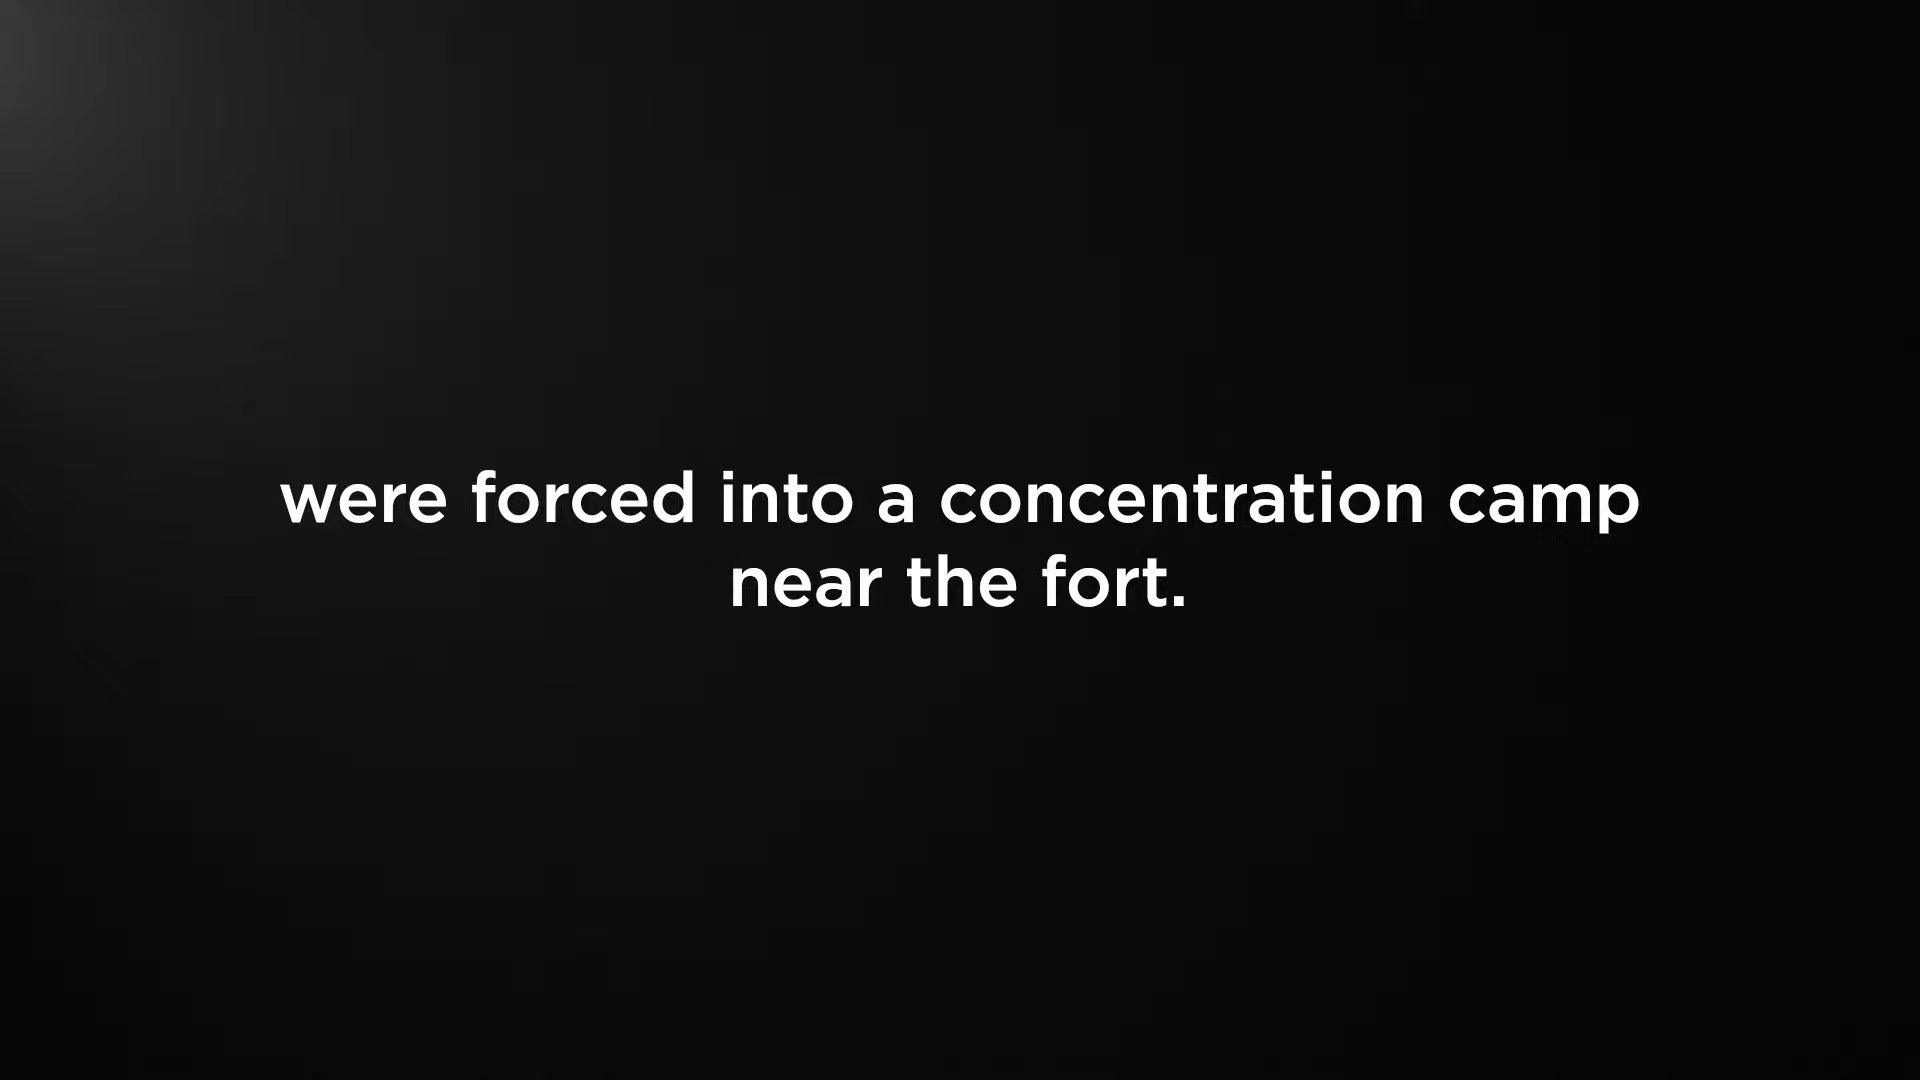 were forced into a concentration camp
near the fort.